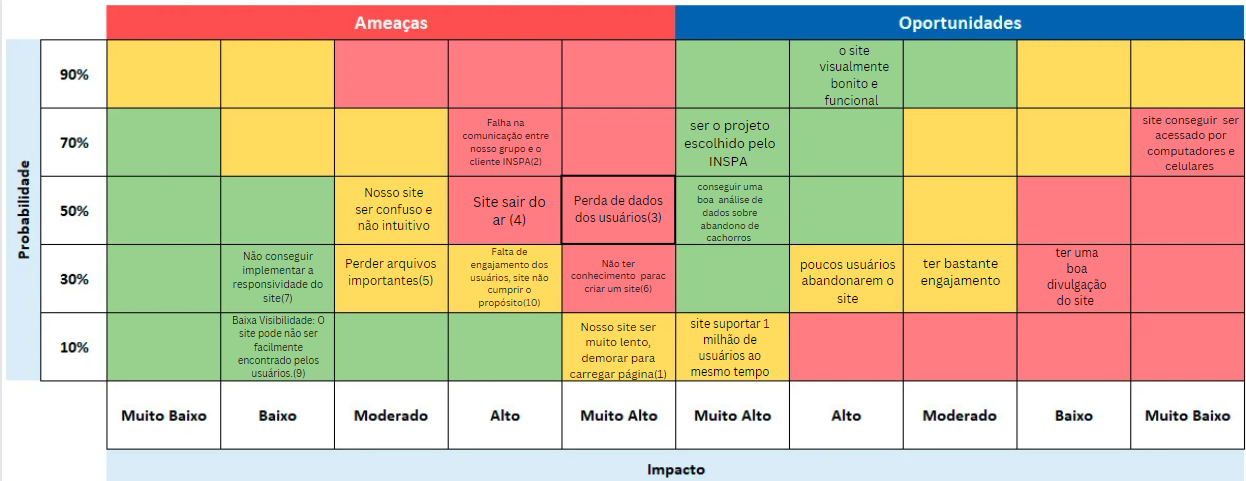 Ameaças
Oportunidades
Probabilidade
90%
o site
visualmente
bonito e
funcional
70%
Falha na
comunicação entre
nosso grupo e o
cliente INSPA(2)
ser o projeto
escolhido pelo
INSPA
site conseguir ser
acessado por
computadores e
celulares
50%
Nosso site
ser confuso e
não intuitivo
Site sair do
ar (4)
Perda de dados
dos usuários(3)
conseguir uma
boa análise de
dados sobre
abandono de
cachorros
30%
Não conseguir
implementar a
responsividade do
site(7)
Perder arquivos
importantes(5)
Falta de
engajamento dos
usuários, site não
cumprir o
propósito(10)
Não ter
conhecimento parac
criar um site(6)
poucos usuários
abandonarem o
site
ter bastante
engajamento
ter uma
boa
divulgação
do site
10%
Baixa Visibilidade: O
site pode não ser
facilmente
encontrado pelos
usuários.(9)
Nosso site ser
muito lento,
demorar para
carregar página(1)
site suportar 1
milhão de
usuários ao
mesmo tempo
Muito Baixo
Baixo
Moderado
Alto
Muito Alto
Muito Alto
Alto
Moderado
Baixo
Muito Baixo
Impacto